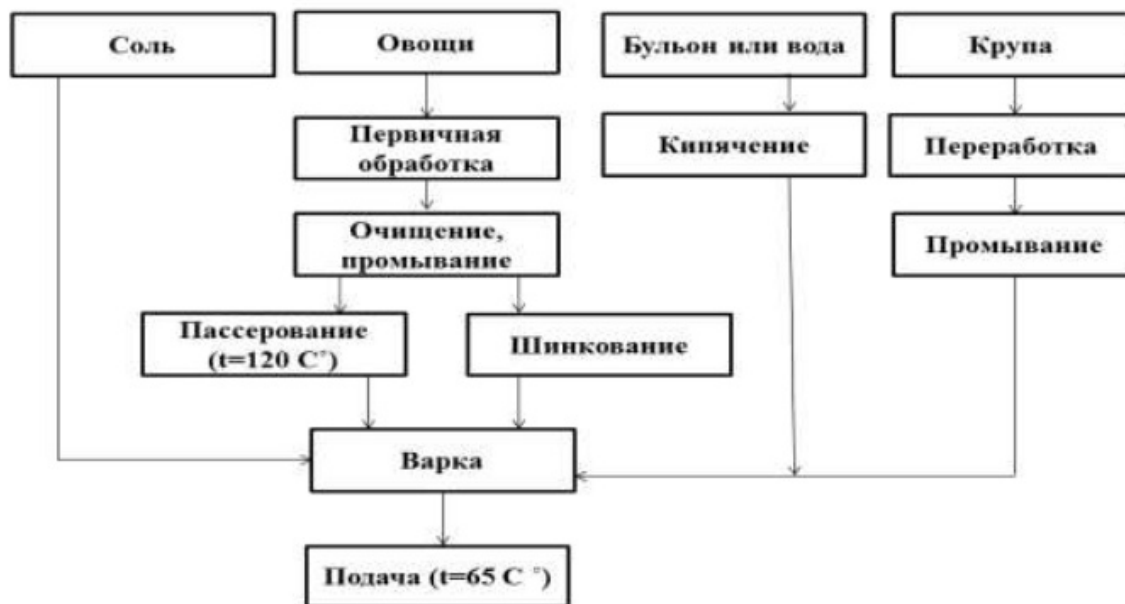 Соль
Овощи
Бульон или вода
Крупа
Первичная
обработка
Кипячение
Переработка
Очищение,
промывание
Промывание
Пассерование
(t=120 C˚)
Шинкование
Варка
Подача (t=65 C ˚)